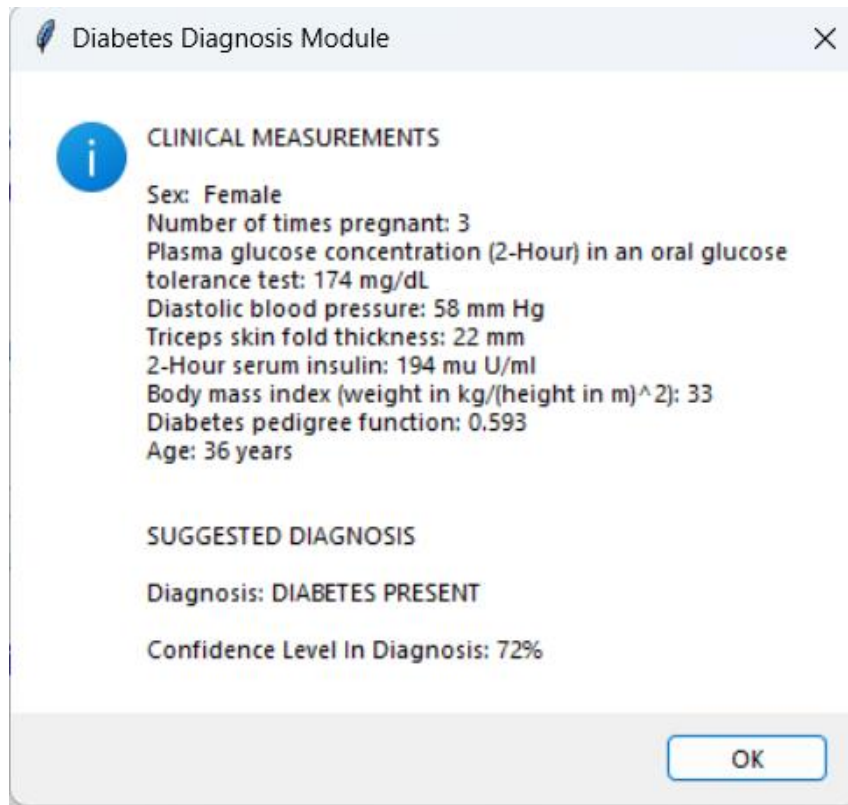 Diabetes Diagnosis Module
CLINICAL MEASUREMENTS
Sex:  Female
Number of times pregnant: 3
Plasma glucose concentration (2-Hour) in an oral glucose
tolerance test: 174 mg/dL
Diastolic blood pressure: 58 mm Hg
Triceps skin fold thickness: 22 mm
2-Hour serum insulin: 194 mu U/ml
Body mass index (weight in kg/(height in m)^2): 33
Diabetes pedigree function: 0.593
Age: 36 years
SUGGESTED DIAGNOSIS
Diagnosis: DIABETES PRESENT
Confidence Level In Diagnosis: 72%
OK